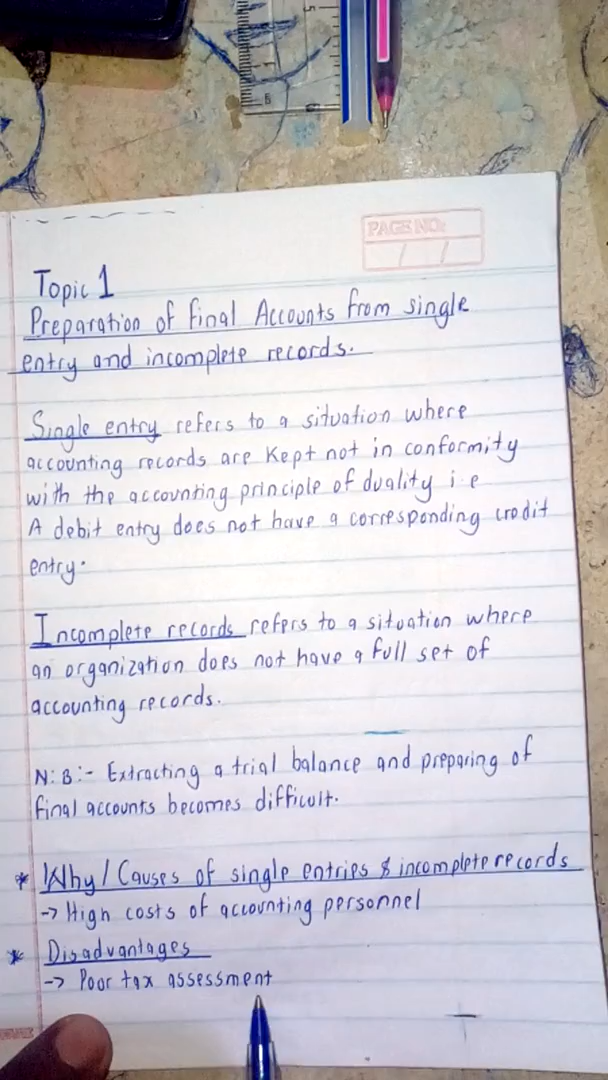 PAGE NO:
Topic 1
Preparation of Final Accounts from single
entry and incomplete records.
Single entry refers to a situation where
accounting records are Kept not in conformity
with the accounting principle of duality i.e
A debit entry does not have a corresponding credit
entry.
Incomplete records refers to a situation where
an organization does not have a full set of
accounting records.
N:B:- Extracting a trial balance and preparing of
final accounts becomes difficult.
* Why / Causes of single entries & incomplete records
-> High costs of accounting personnel
* Disadvantages
-> Poor tax assessment